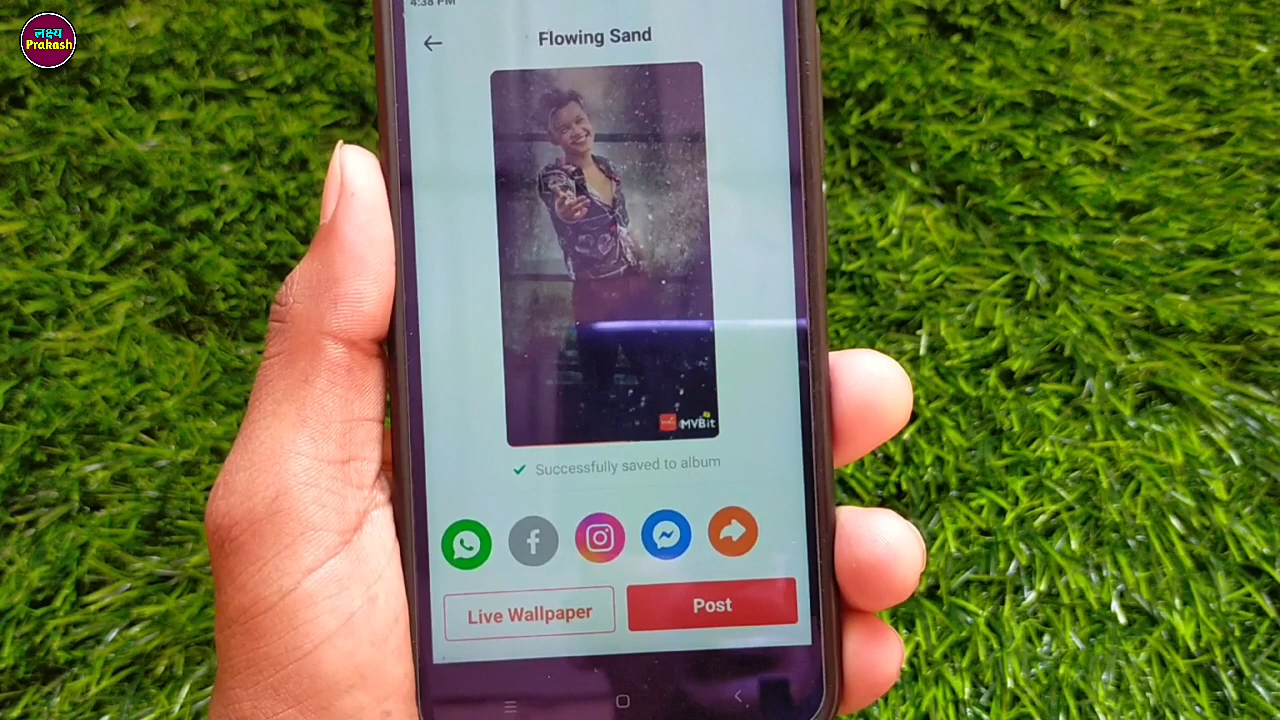 लक्ष्य
Prakash
4:38 PM
Flowing Sand
MVBit
Successfully saved to album
Live Wallpaper
Post